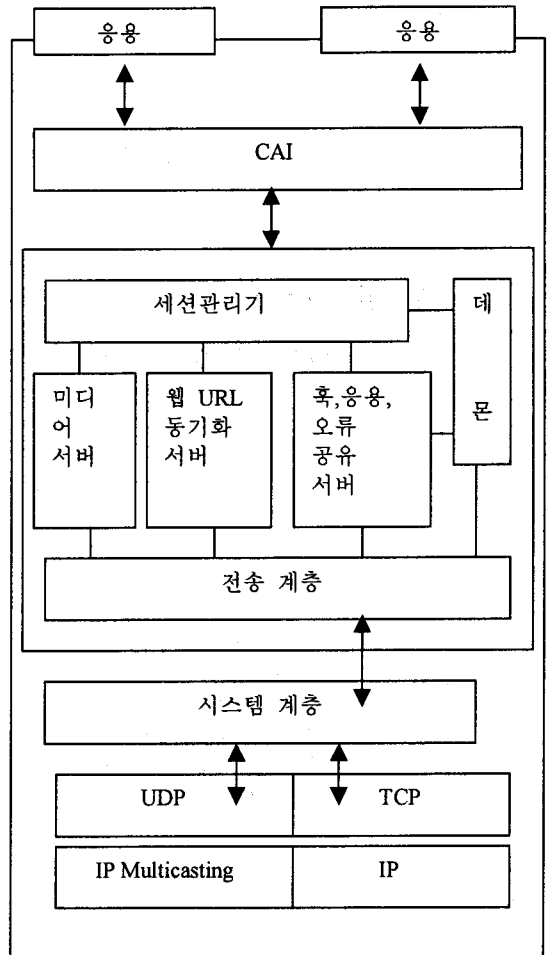 응용 응용
CAI
세션관리기
데
몬
미디
어
서버
웹 URL
동기화
서버
훅,응용,
오류
공유
서버
전송 계층
시스템 계층
UDP TCP
IP Multicasting IP